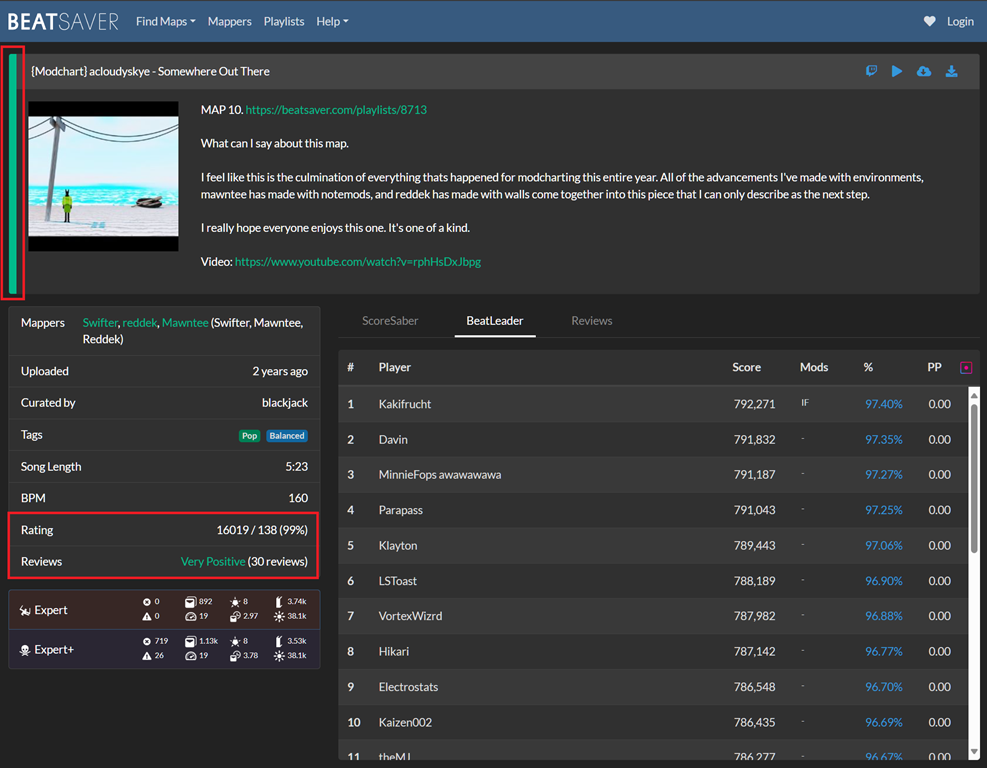 BEATSAVER Find Maps Mappers Playlists Help Login
{Modchart} acloudyskye - Somewhere Out There
MAP 10. https://beatsaver.com/playlists/8713
What can I say about this map.
I feel like this is the culmination of everything thats happened for modcharting this entire year. All of the advancements I've made with environments,
mawntee has made with notemods, and reddek has made with walls come together into this piece that I can only describe as the next step.
I really hope everyone enjoys this one. It's one of a kind.
Video: https://www.youtube.com/watch?v=rphHsDxJbpg
Mappers Swifter, reddek, Mawntee (Swifter, Mawntee,
Reddek)
Uploaded 2 years ago
Curated by blackjack
Tags Pop Balanced
Song Length 5:23
BPM 160
Rating 16019 / 138 (99%)
Reviews Very Positive (30 reviews)
Expert 0 892 8 3.74k
0 19 2.97 38.1k
Expert+ 719 1.13k 8 3.53k
26 19 3.78 38.1k
ScoreSaber BeatLeader Reviews
# Player Score Mods % PP
1 Kakifrucht 792,271 IF 97.40% 0.00
2 Davin 791,832 - 97.35% 0.00
3 MinnieFops awawawawa 791,187 - 97.27% 0.00
4 Parapass 791,043 - 97.25% 0.00
5 Klayton 789,443 - 97.06% 0.00
6 LSToast 788,189 - 96.90% 0.00
7 VortexWizrd 787,982 - 96.88% 0.00
8 Hikari 787,142 - 96.77% 0.00
9 Electrostats 786,548 - 96.70% 0.00
10 Kaizen002 786,435 - 96.69% 0.00
11 theMJ 786,277 - 96.67% 0.00